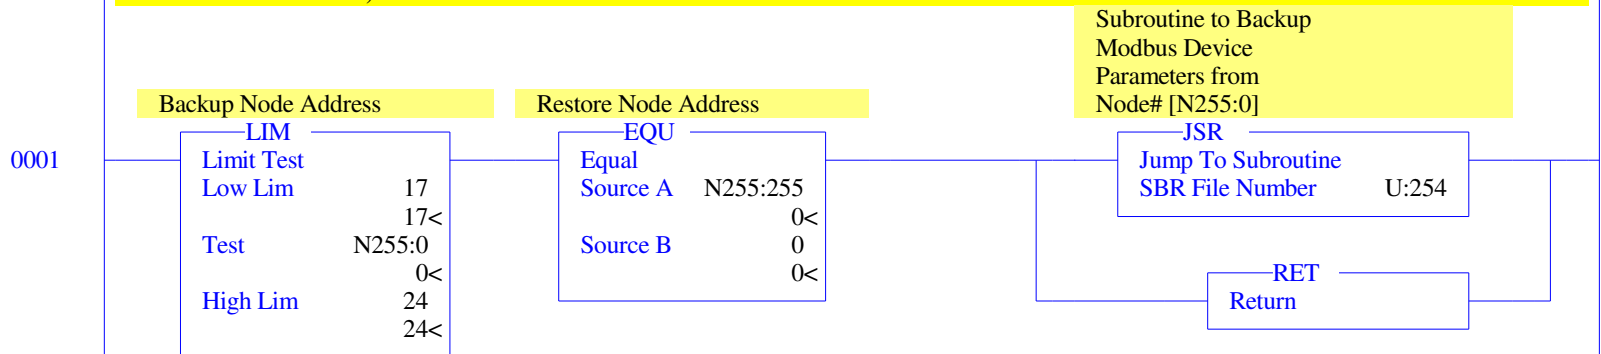 Subroutine to Backup
Modbus Device
Parameters from
Node# [N255:0]
Backup Node Address
Restore Node Address
0001
LIM
Limit Test
Low Lim 17
17<
Test N255:0
0<
High Lim 24
24<
EQU
Equal
Source A N255:255
0<
Source B 0
0<
JSR
Jump To Subroutine
SBR File Number U:254
RET
Return